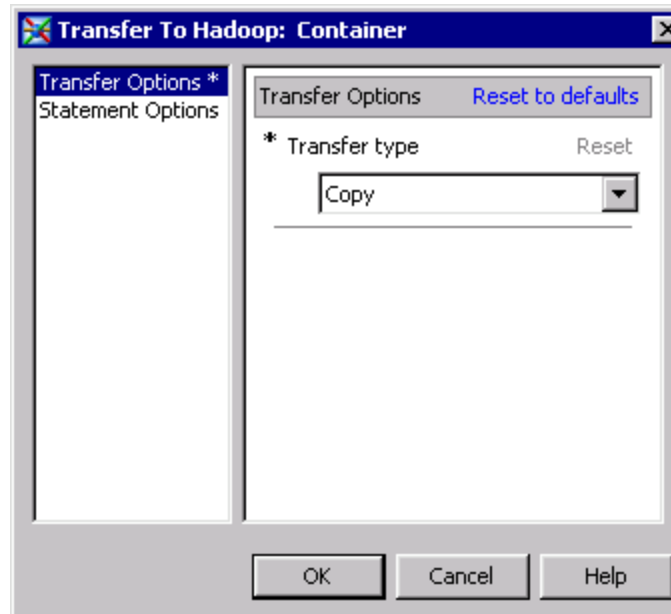 Transfer To Hadoop: Container
Transfer Options *
Statement Options
Transfer Options Reset to defaults
* Transfer type Reset
Copy
OK Cancel Help